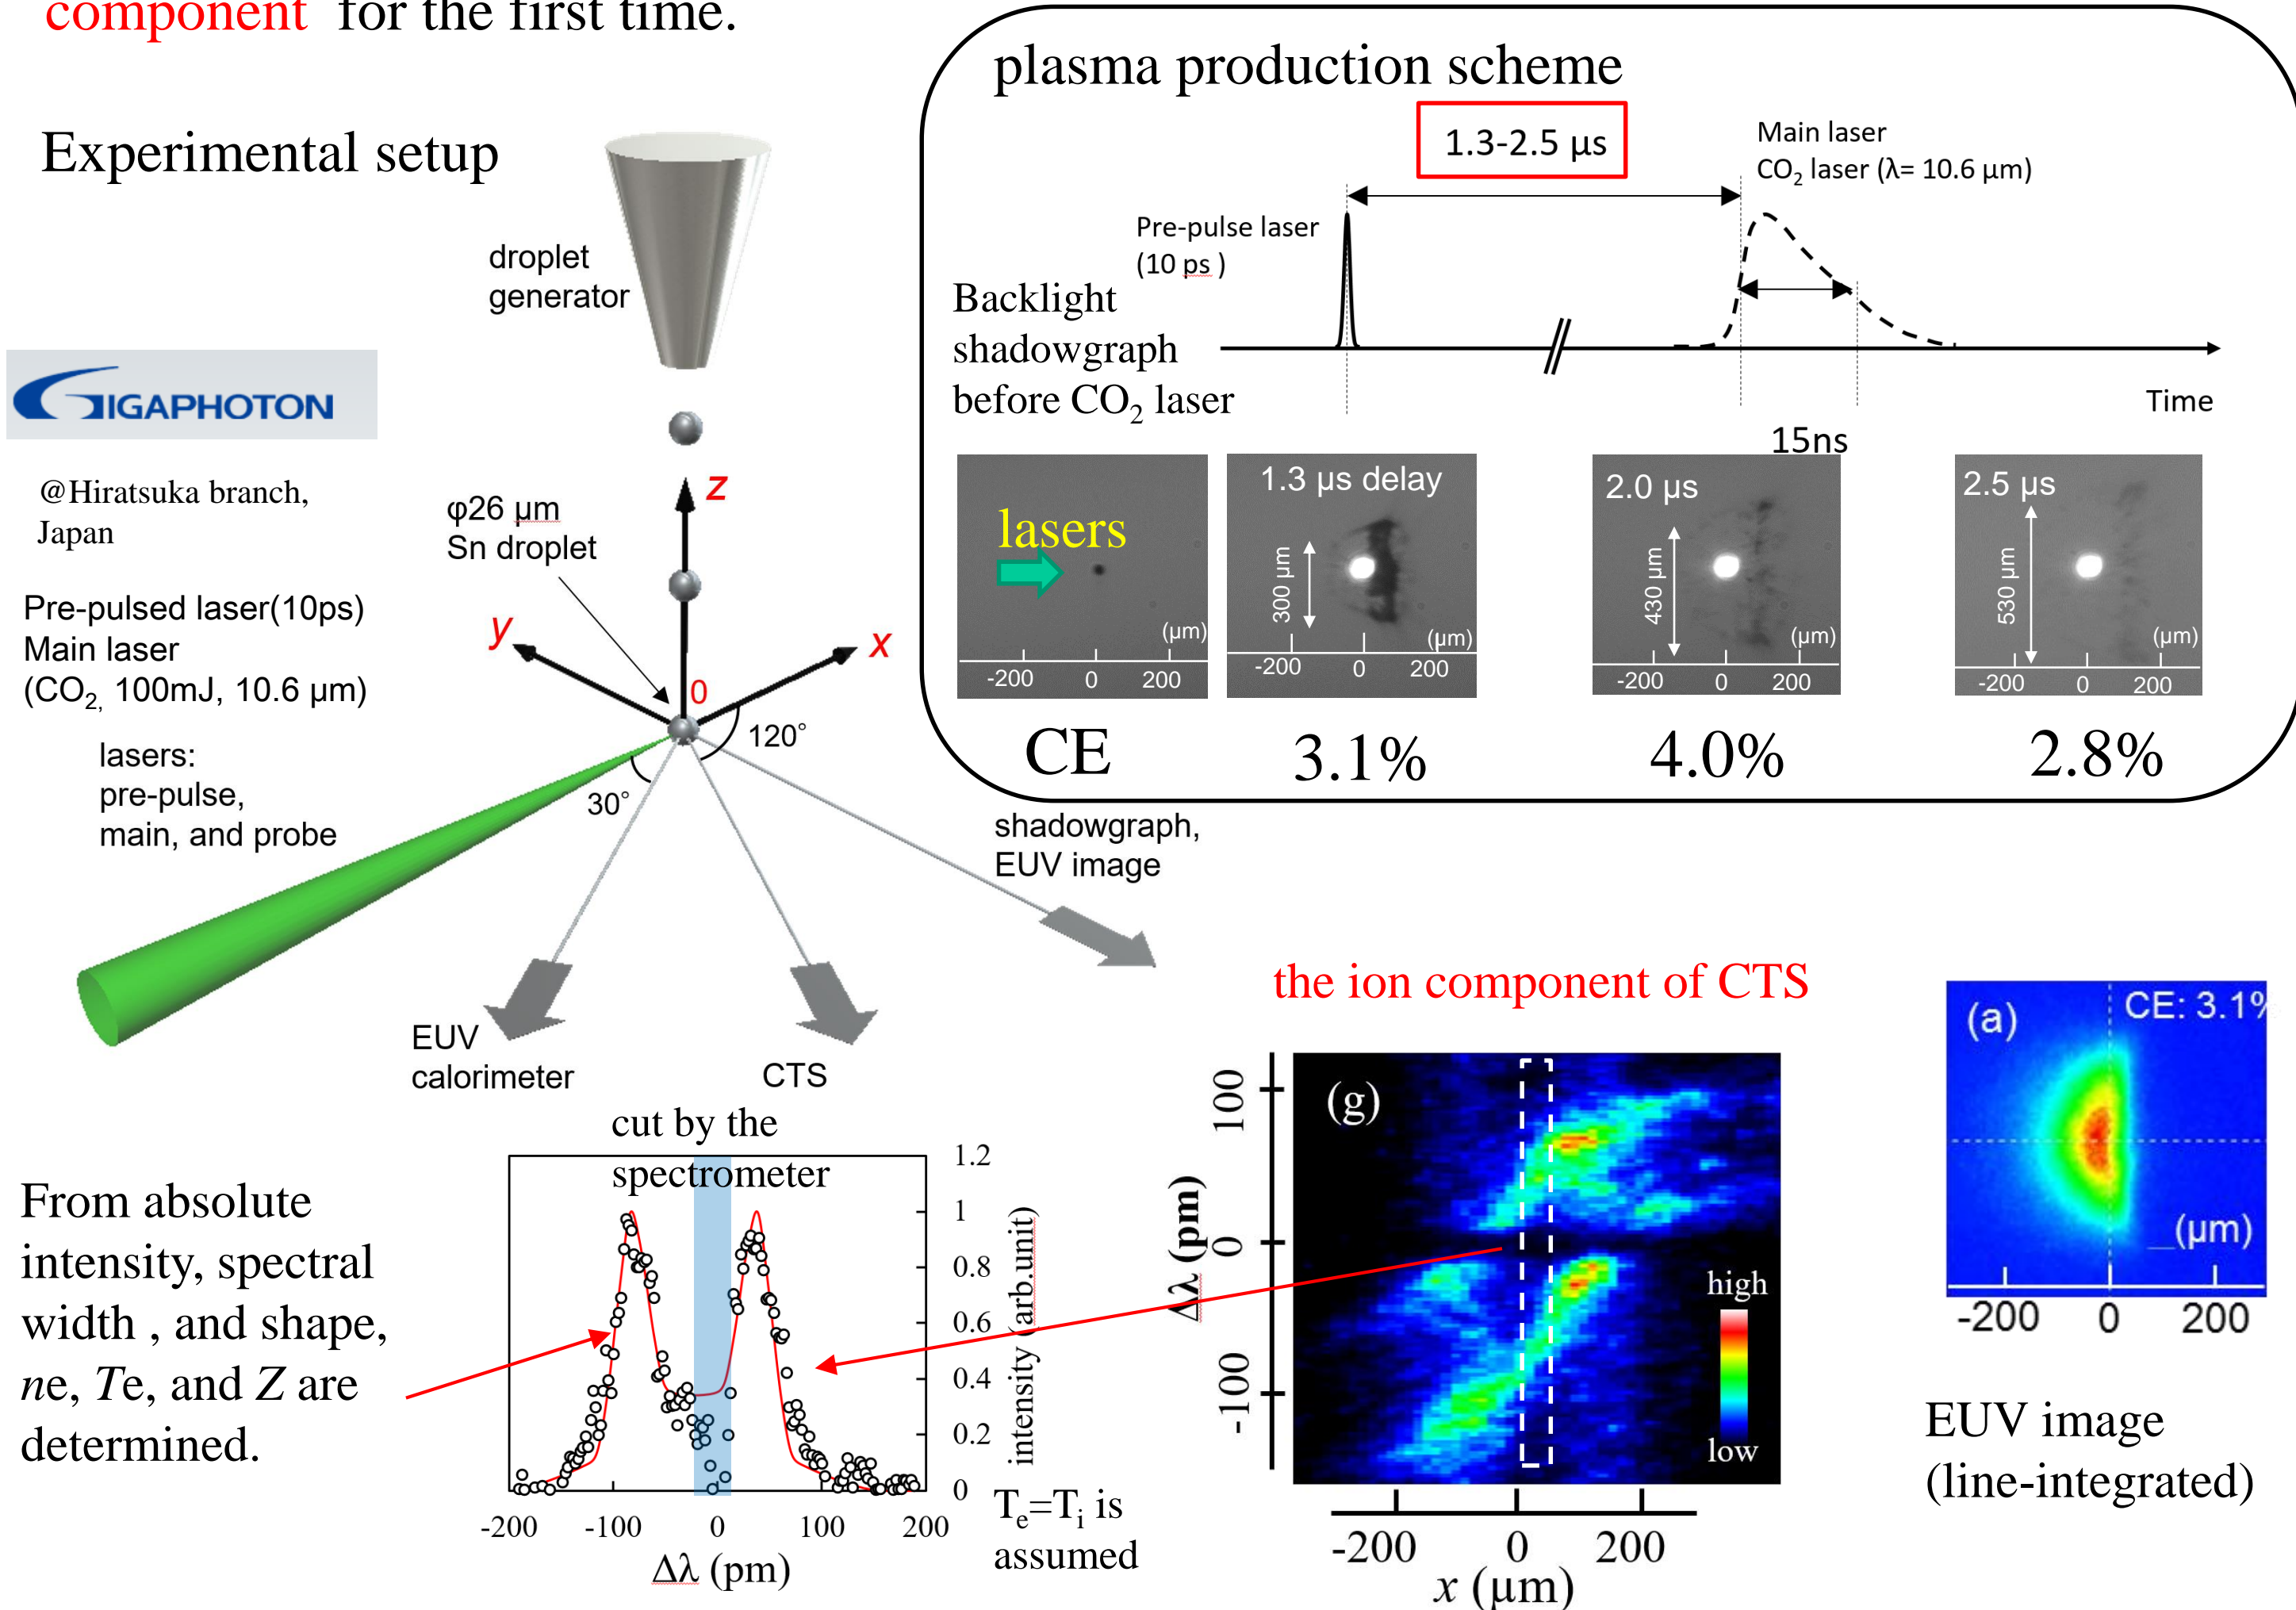 component for the first time.
Experimental setup
droplet
generator
GIGAPHOTON
@Hiratsuka branch,
Japan
φ26 µm
Sn droplet
z
y
x
0
Pre-pulsed laser(10ps)
Main laser
(CO2, 100mJ, 10.6 µm)
lasers:
pre-pulse,
main, and probe
30°
120°
EUV
calorimeter
CTS
shadowgraph,
EUV image
plasma production scheme
1.3-2.5 µs
Main laser
CO2 laser (λ= 10.6 µm)
Pre-pulse laser
(10 ps )
Backlight
shadowgraph
before CO2 laser
Time
15ns
lasers
(µm)
-200 0 200
1.3 µs delay
300 µm
(µm)
-200 0 200
2.0 µs
430 µm
(µm)
-200 0 200
2.5 µs
530 µm
(µm)
-200 0 200
CE 3.1% 4.0% 2.8%
From absolute
intensity, spectral
width , and shape,
ne, Te, and Z are
determined.
cut by the
spectrometer
1.2
1
0.8
0.6
0.4
0.2
0
intensity (arb.unit)
-200 -100 0 100 200
Δλ (pm)
Te=Ti is
assumed
the ion component of CTS
(g)
100
0
-100
Δλ (pm)
high
low
-200 0 200
x (µm)
(a)
CE: 3.1%
(µm)
-200 0 200
EUV image
(line-integrated)